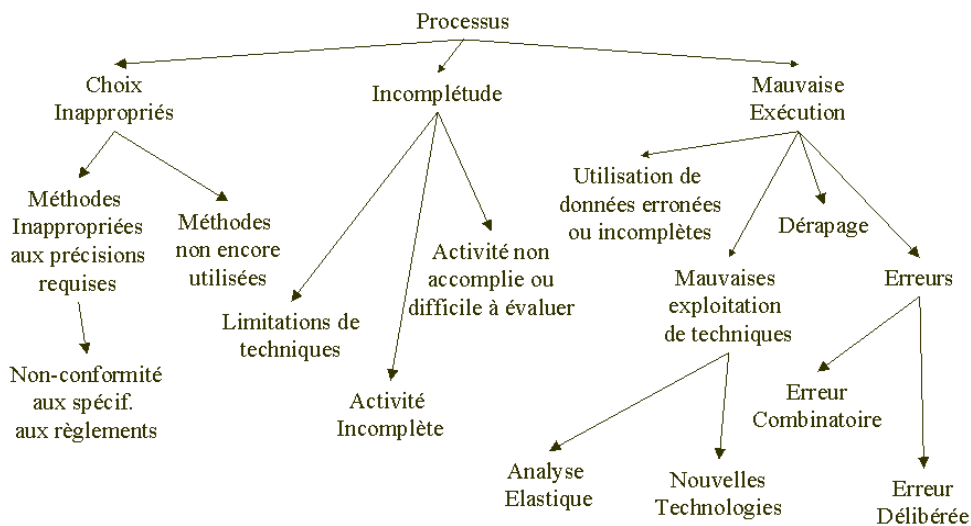 Processus
Choix
Inappropriés
Incomplétude
Mauvaise
Exécution
Méthodes
Inappropriées
aux précisions
requises
Méthodes
non encore
utilisées
Activité non
accomplie ou
difficile à évaluer
Utilisation de
données erronées
ou incomplètes
Dérapage
Mauvaises
exploitation
de techniques
Erreurs
Limitations de
techniques
Non-conformité
aux spécif.
aux règlements
Activité
Incomplète
Erreur
Combinatoire
Analyse
Elastique
Nouvelles
Technologies
Erreur
Délibérée